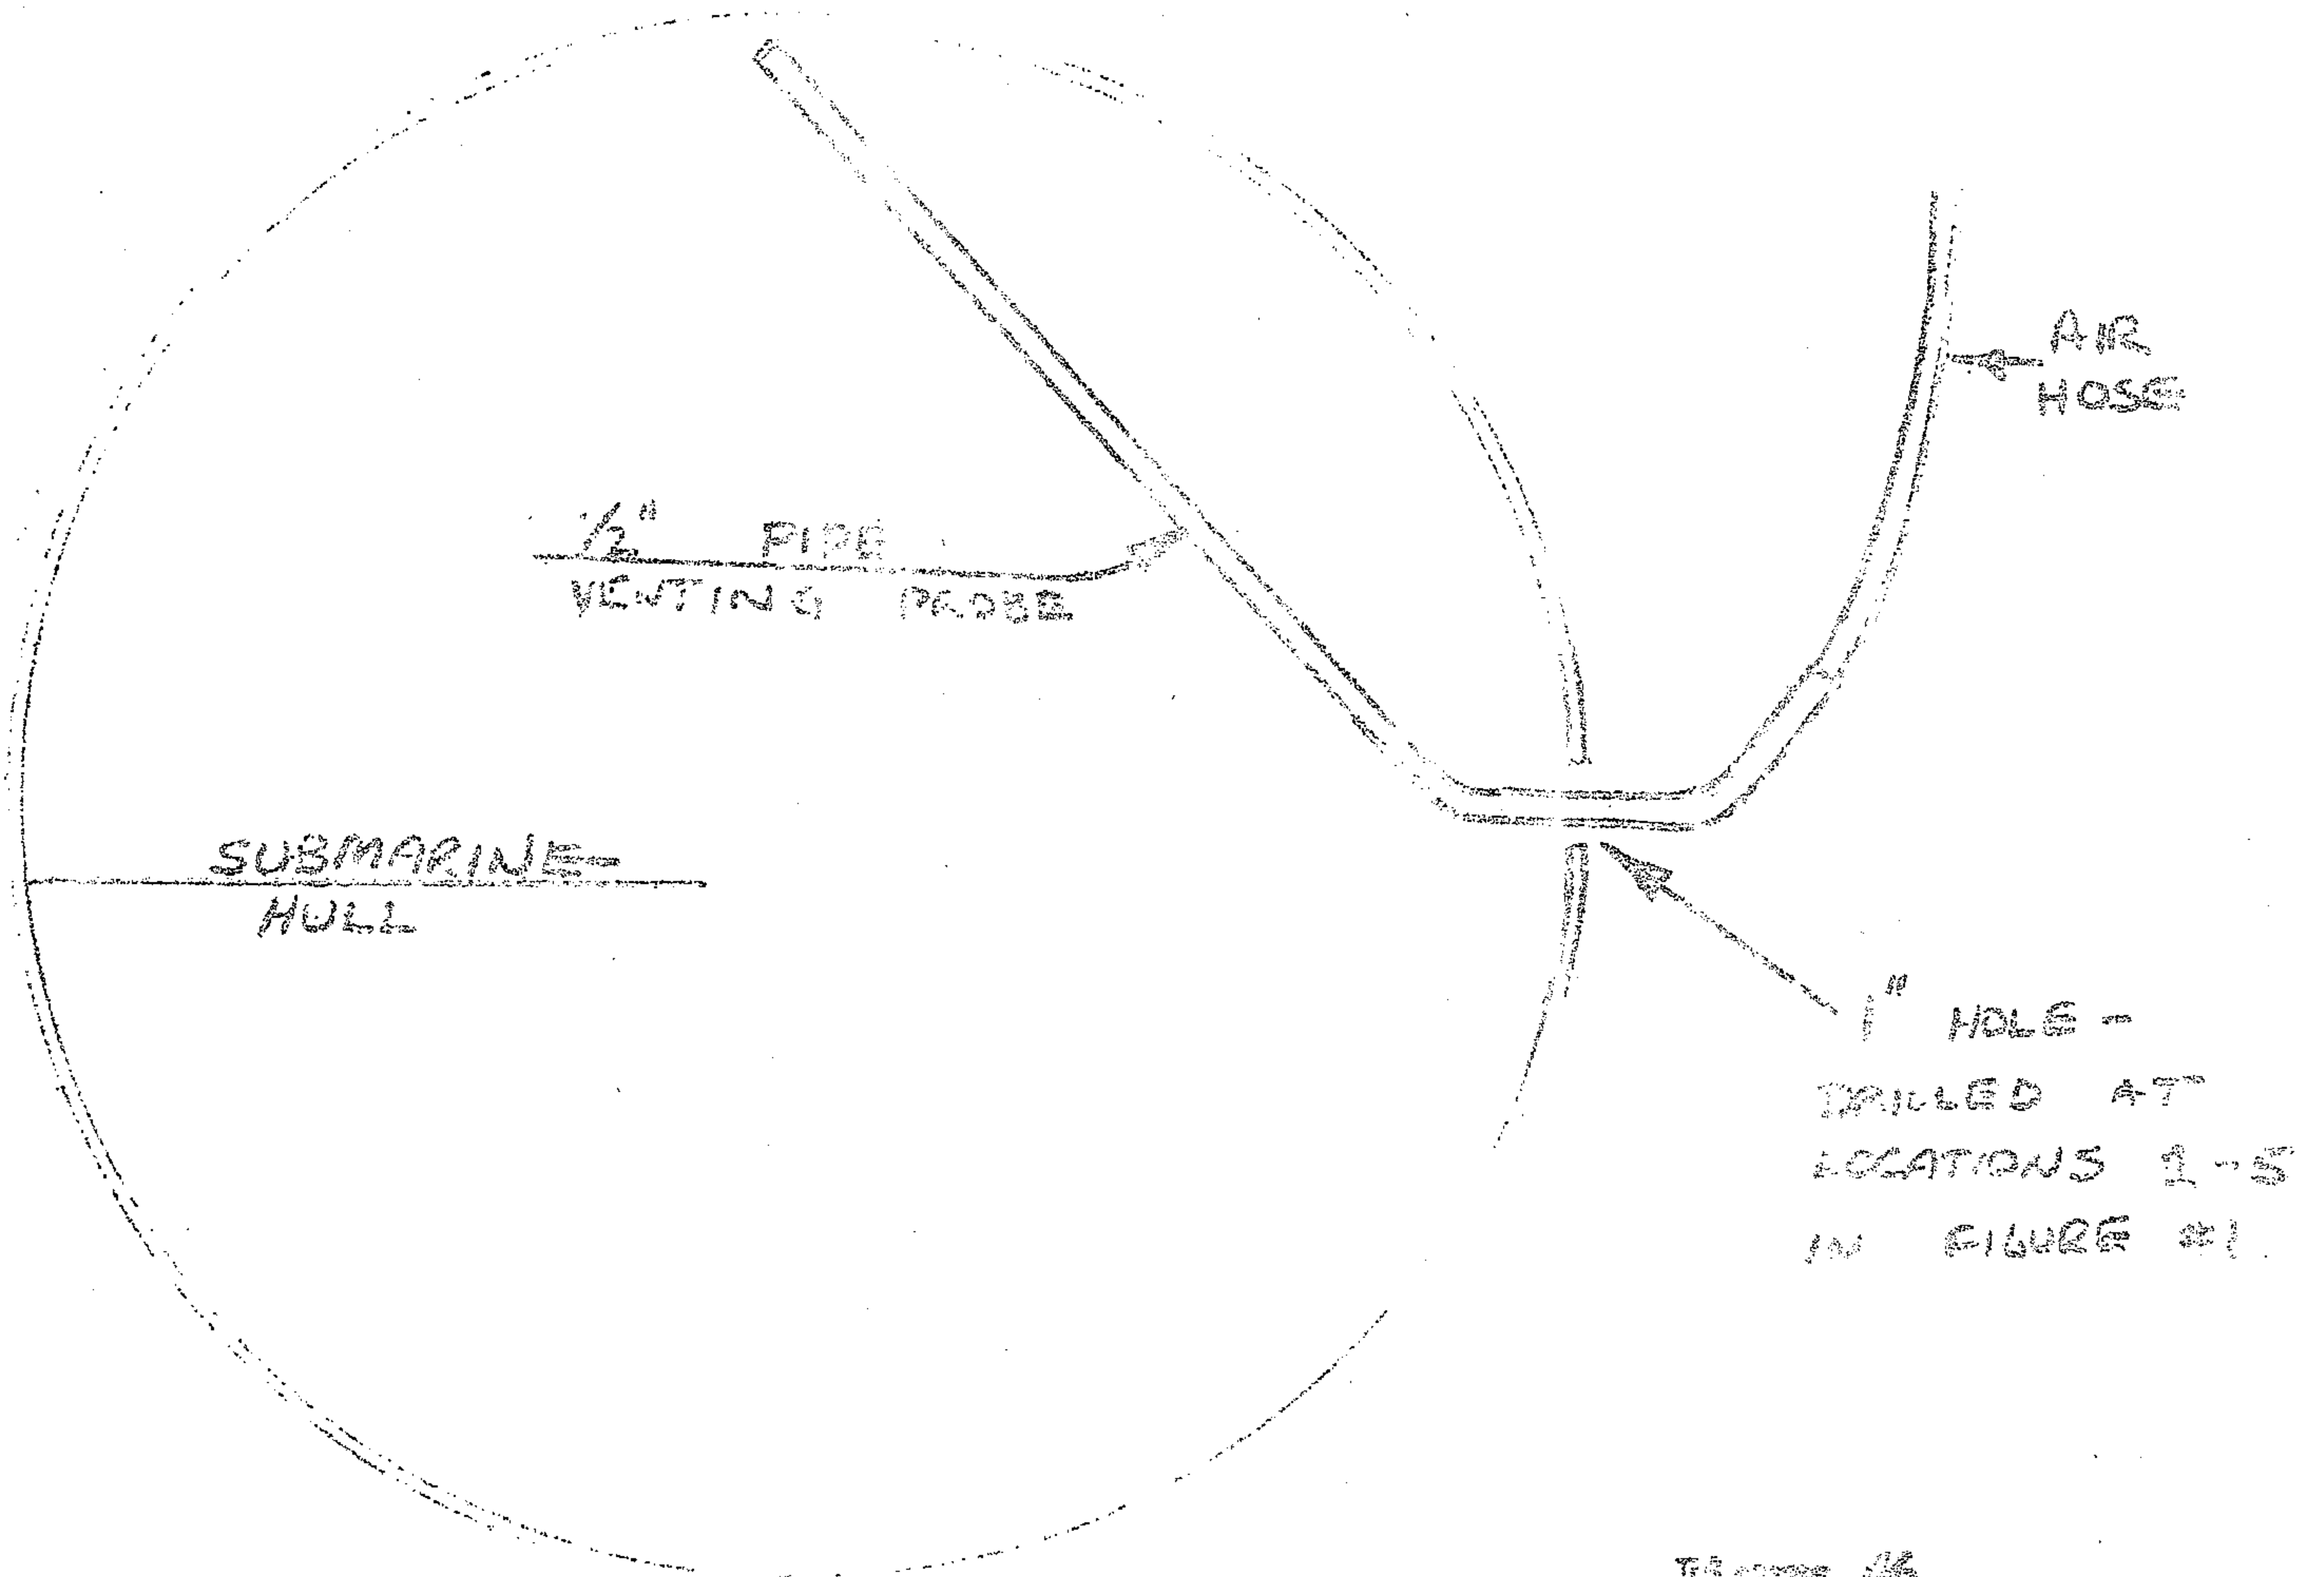 AIR
HOSE
1/2" PIPE
VENTING PROBE
SUBMARINE-
HULL
1" HOLE -
DRILLED AT
LOCATIONS 1-5
IN FIGURE #1